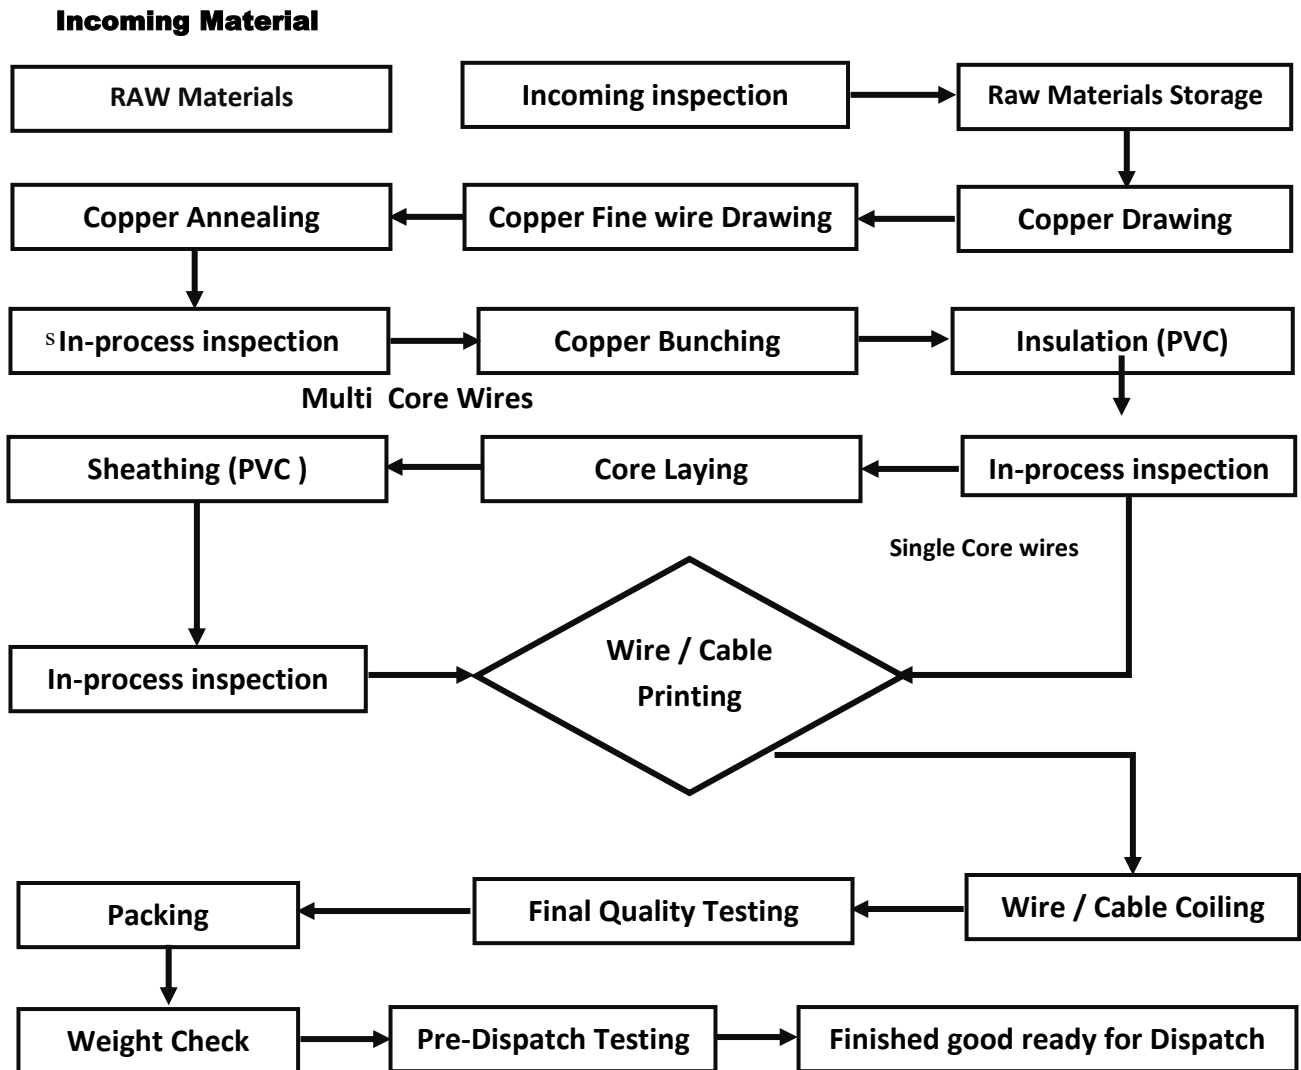 Incoming Material
RAW Materials
Incoming inspection
Raw Materials Storage
Copper Annealing
Copper Fine wire Drawing
Copper Drawing
s In-process inspection
Copper Bunching
Insulation (PVC)
Multi Core Wires
Sheathing (PVC )
Core Laying
In-process inspection
Single Core wires
Wire / Cable
Printing
In-process inspection
Packing
Final Quality Testing
Wire / Cable Coiling
Weight Check
Pre-Dispatch Testing
Finished good ready for Dispatch